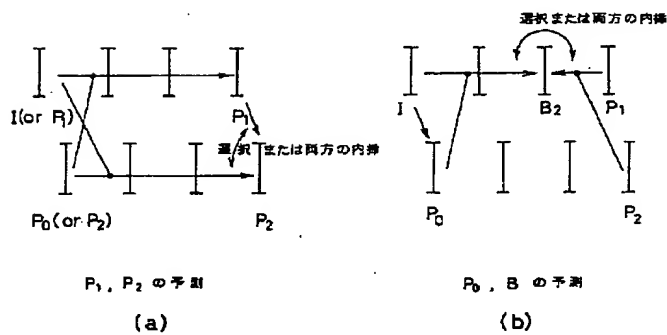 選択または両方の内挿
I(or P₁)
P₁
I
B₂
P₁
選択または両方の内挿
P₀(or P₂)
P₂
P₀
P₂
P₁, P₂ の予測
P₀, B の予測
(a)
(b)